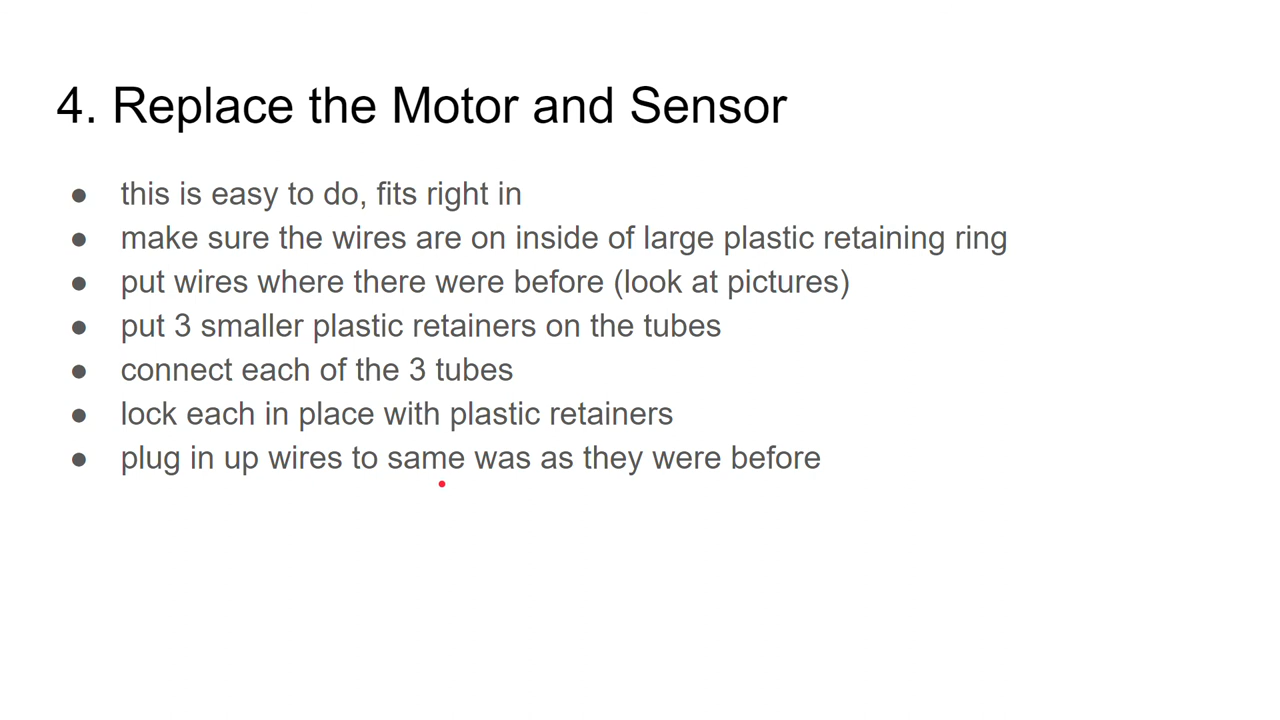 4. Replace the Motor and Sensor
● this is easy to do, fits right in
● make sure the wires are on inside of large plastic retaining ring
● put wires where there were before (look at pictures)
● put 3 smaller plastic retainers on the tubes
● connect each of the 3 tubes
● lock each in place with plastic retainers
● plug in up wires to same was as they were before